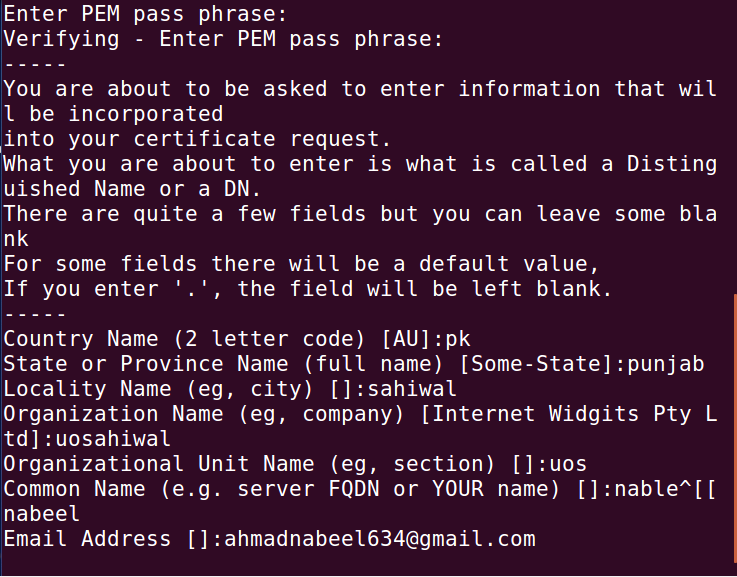 Enter PEM pass phrase:
Verifying - Enter PEM pass phrase:
-----
You are about to be asked to enter information that wil
l be incorporated
into your certificate request.
What you are about to enter is what is called a Disting
uished Name or a DN.
There are quite a few fields but you can leave some bla
nk
For some fields there will be a default value,
If you enter '.', the field will be left blank.
-----
Country Name (2 letter code) [AU]:pk
State or Province Name (full name) [Some-State]:punjab
Locality Name (eg, city) []:sahiwal
Organization Name (eg, company) [Internet Widgits Pty L
td]:uosahiwal
Organizational Unit Name (eg, section) []:uos
Common Name (e.g. server FQDN or YOUR name) []:nable^[[
nabeel
Email Address []:ahmadnabeel634@gmail.com